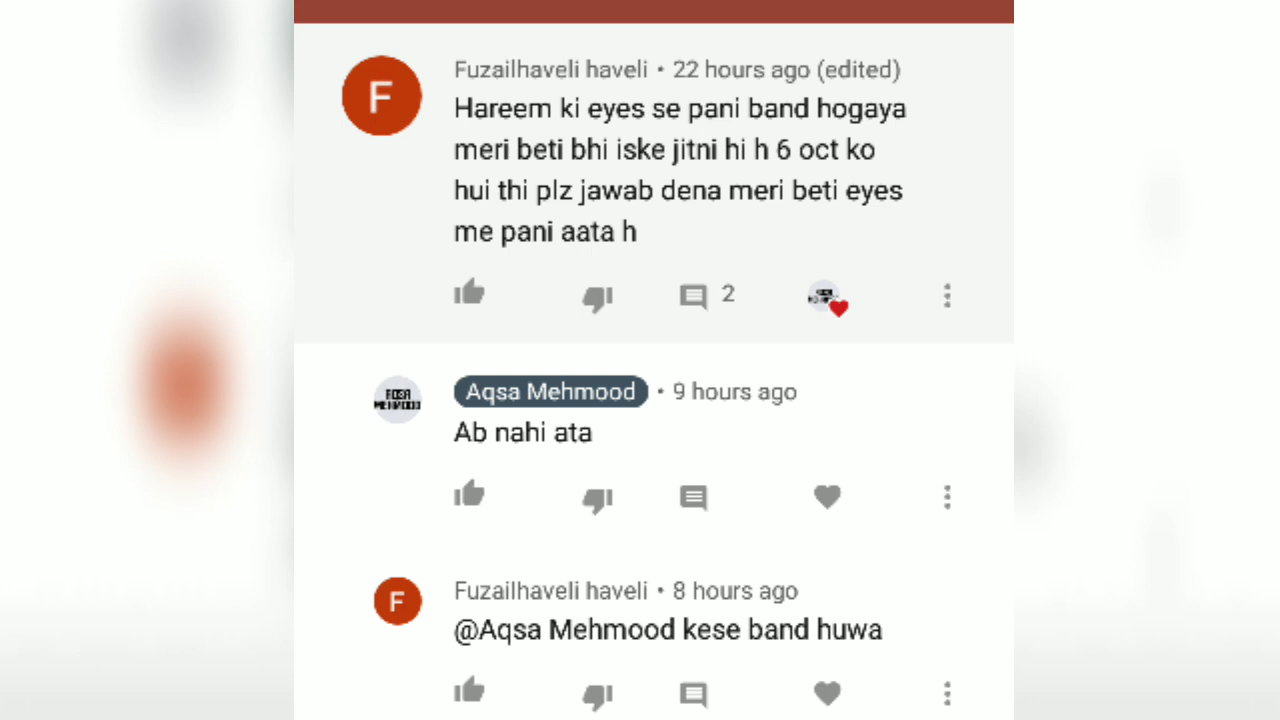 F
Fuzailhaveli haveli • 22 hours ago (edited)
Hareem ki eyes se pani band hogaya
meri beti bhi iske jitni hi h 6 oct ko
hui thi plz jawab dena meri beti eyes
me pani aata h
2
Aqsa Mehmood • 9 hours ago
Ab nahi ata
F
Fuzailhaveli haveli • 8 hours ago
@Aqsa Mehmood kese band huwa